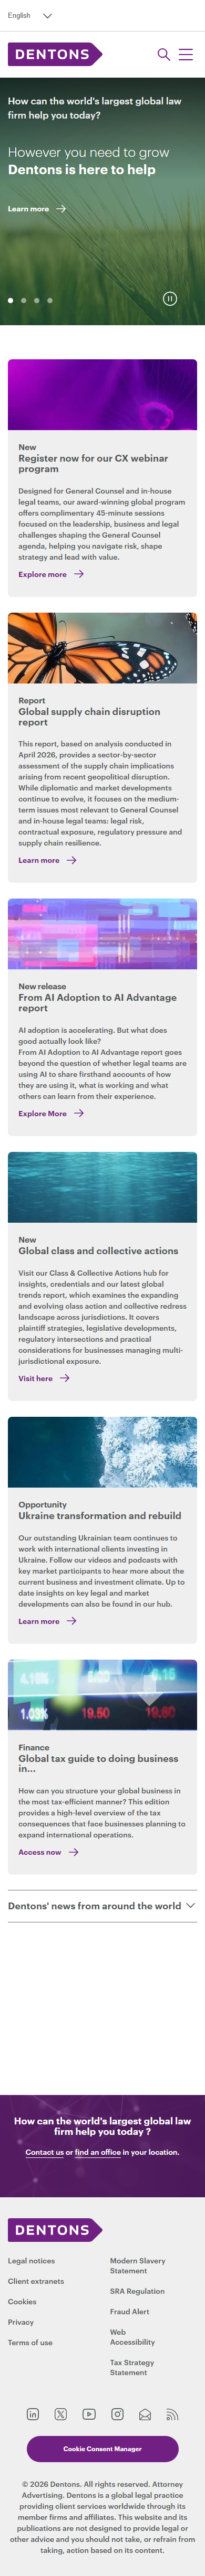 English
DENTONS
How can the world's largest global law
firm help you today?
However you need to grow
Dentons is here to help
Learn more
New
Register now for our CX webinar
program
Designed for General Counsel and in-house
legal teams, our award-winning global program
offers complimentary 45-minute sessions
focused on the leadership, business and legal
challenges shaping the General Counsel
agenda, helping you navigate risk, shape
strategy and lead with value.
Explore more
Report
Global supply chain disruption
report
This report, based on analysis conducted in
April 2026, provides a sector-by-sector
assessment of the supply chain implications
arising from recent geopolitical disruption.
While diplomatic and market developments
continue to evolve, it focuses on the medium-
term issues most relevant to General Counsel
and in-house legal teams: legal risk,
contractual exposure, regulatory pressure and
supply chain resilience.
Learn more
New release
From AI Adoption to AI Advantage
report
AI adoption is accelerating. But what does
good actually look like?
From AI Adoption to AI Advantage report goes
beyond the question of whether legal teams are
using AI to share firsthand accounts of how
they are using it, what is working and what
others can learn from their experience.
Explore More
New
Global class and collective actions
Visit our Class & Collective Actions hub for
insights, credentials and our latest global
trends report, which examines the expanding
and evolving class action and collective redress
landscape across jurisdictions. It covers
plaintiff strategies, legislative developments,
regulatory intersections and practical
considerations for businesses managing multi-
jurisdictional exposure.
Visit here
Opportunity
Ukraine transformation and rebuild
Our outstanding Ukrainian team continues to
work with international clients investing in
Ukraine. Follow our videos and podcasts with
key market participants to hear more about the
current business and investment climate. Up to
date insights on key legal and market
developments can also be found in our hub.
Learn more
4.18% 5.50 0.15
1.03% 19.50 19.60
Finance
Global tax guide to doing business
in...
How can you structure your global business in
the most tax-efficient manner? This edition
provides a high-level overview of the tax
consequences that face businesses planning to
expand international operations.
Access now
Dentons' news from around the world
How can the world's largest global law
firm help you today ?
Contact us or find an office in your location.
DENTONS
Legal notices
Client extranets
Cookies
Privacy
Terms of use
Modern Slavery
Statement
SRA Regulation
Fraud Alert
Web
Accessibility
Tax Strategy
Statement
Cookie Consent Manager
© 2026 Dentons. All rights reserved. Attorney
Advertising. Dentons is a global legal practice
providing client services worldwide through its
member firms and affiliates. This website and its
publications are not designed to provide legal or
other advice and you should not take, or refrain from
taking, action based on its content.